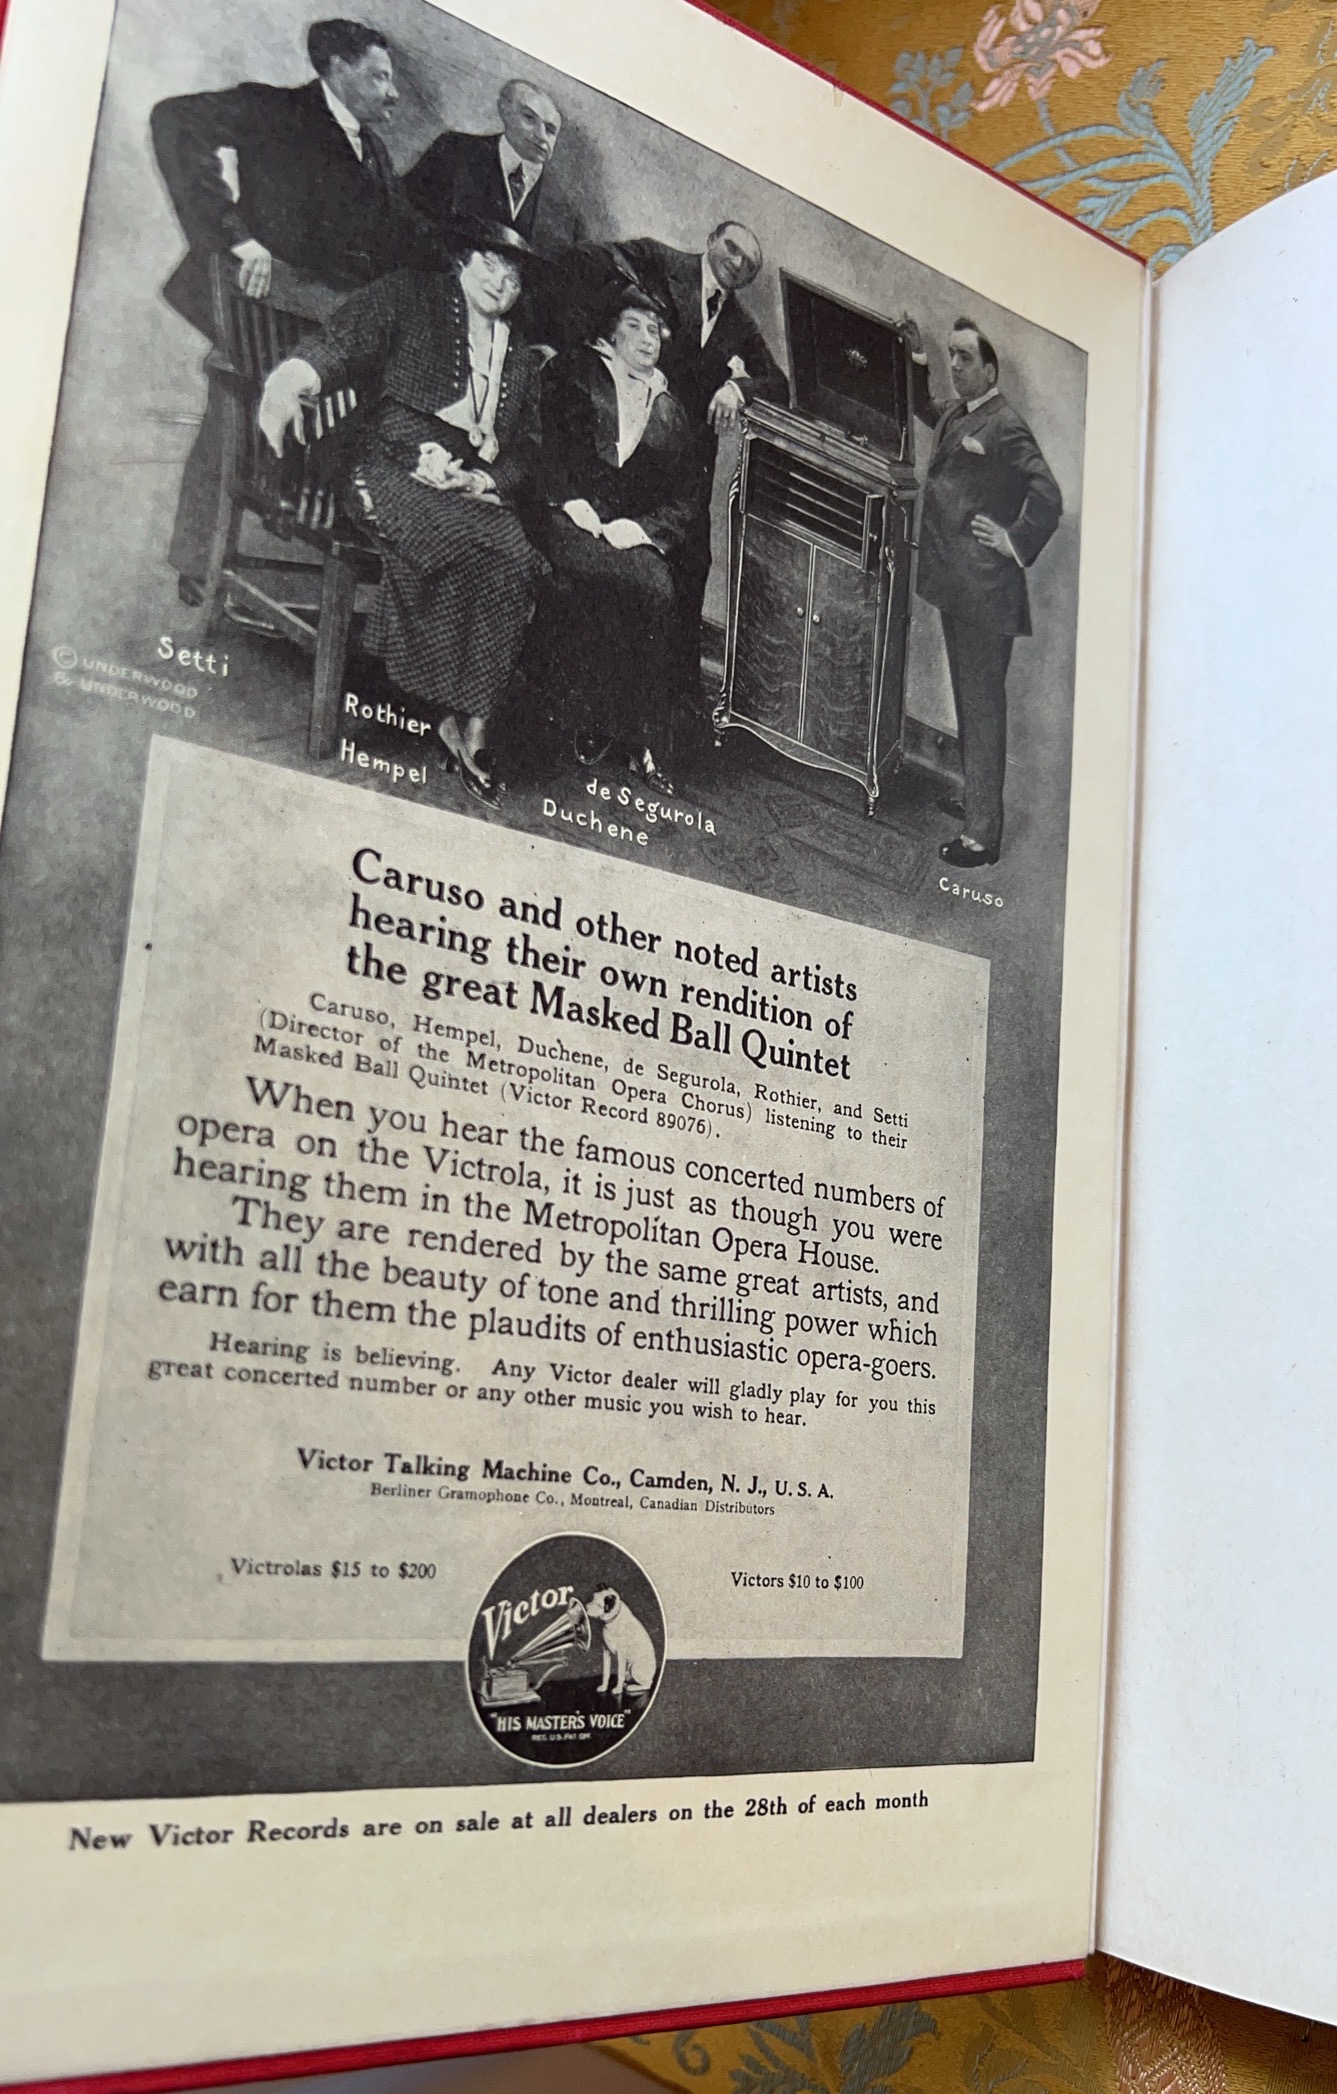 Setti
© UNDERWOOD
& UNDERWOOD
Rothier
Hempel
de Segurola
Duchene
Caruso
Caruso and other noted artists
hearing their own rendition of
the great Masked Ball Quintet
Caruso, Hempel, Duchene, de Segurola, Rothier, and Setti
(Director of the Metropolitan Opera Chorus) listening to their
Masked Ball Quintet (Victor Record 89076).
When you hear the famous concerted numbers of
opera on the Victrola, it is just as though you were
hearing them in the Metropolitan Opera House.
They are rendered by the same great artists, and
with all the beauty of tone and thrilling power which
earn for them the plaudits of enthusiastic opera-goers.
Hearing is believing. Any Victor dealer will gladly play for you this
great concerted number or any other music you wish to hear.
Victor Talking Machine Co., Camden, N. J., U. S. A.
Berliner Gramophone Co., Montreal, Canadian Distributors
Victrolas $15 to $200
Victors $10 to $100
Victor
"HIS MASTER'S VOICE"
REG. U.S. PAT. OFF.
New Victor Records are on sale at all dealers on the 28th of each month